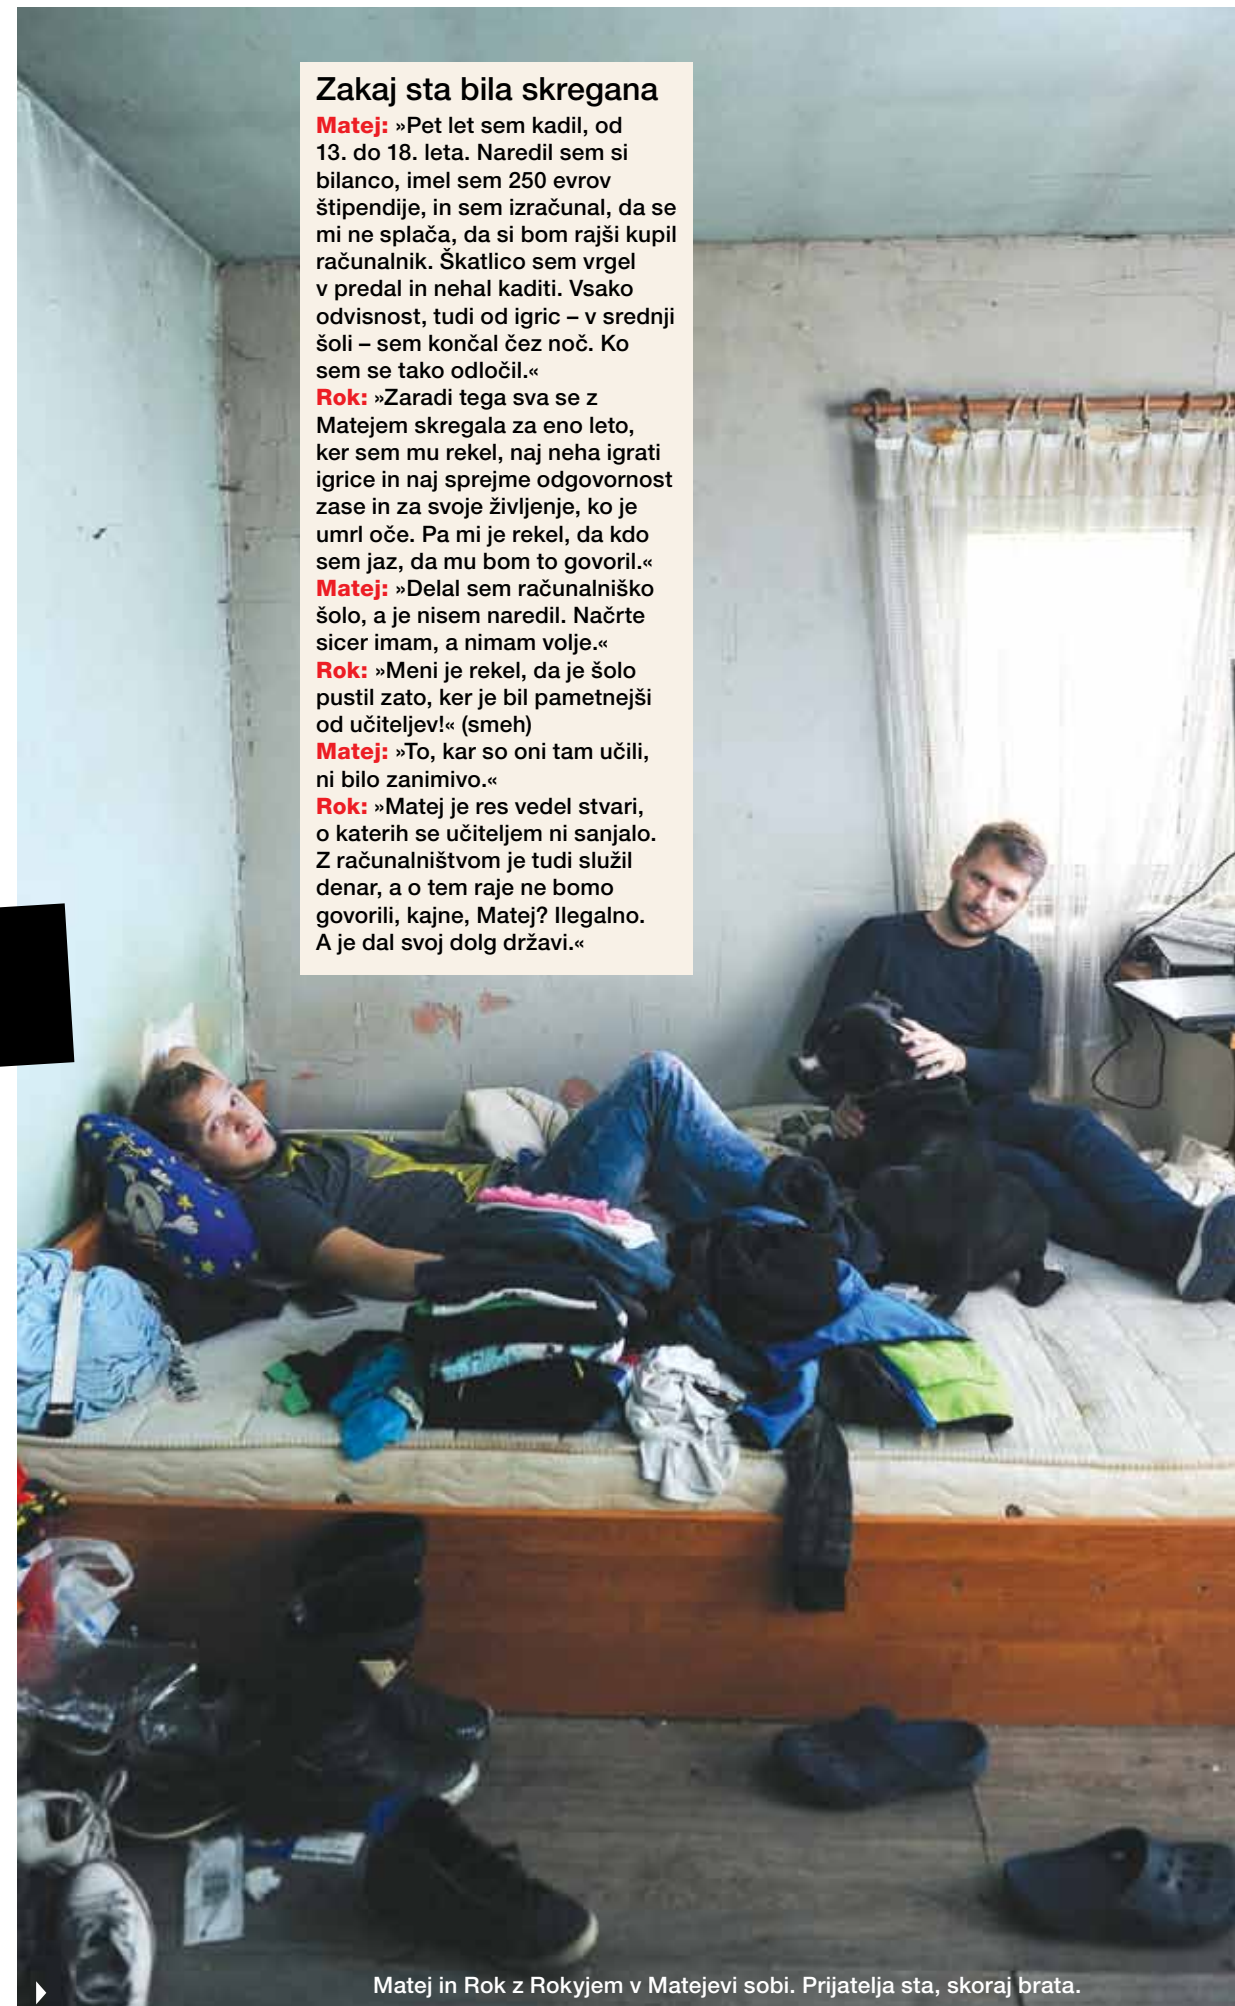 Zakaj sta bila skregana
Matej: »Pet let sem kadil, od
13. do 18. leta. Naredil sem si
bilanco, imel sem 250 evrov
štipendije, in sem izračunal, da se
mi ne splača, da si bom rajši kupil
računalnik. Škatlico sem vrgel
v predal in nehal kaditi. Vsako
odvisnost, tudi od igric – v srednji
šoli – sem končal čez noč. Ko
sem se tako odločil.«
Rok: »Zaradi tega sva se z
Matejem skregala za eno leto,
ker sem mu rekel, naj neha igrati
igrice in naj sprejme odgovornost
zase in za svoje življenje, ko je
umrl oče. Pa mi je rekel, da kdo
sem jaz, da mu bom to govoril.«
Matej: »Delal sem računalniško
šolo, a je nisem naredil. Načrte
sicer imam, a nimam volje.«
Rok: »Meni je rekel, da je šolo
pustil zato, ker je bil pametnejši
od učiteljev!« (smeh)
Matej: »To, kar so oni tam učili,
ni bilo zanimivo.«
Rok: »Matej je res vedel stvari,
o katerih se učiteljem ni sanjalo.
Z računalništvom je tudi služil
denar, a o tem raje ne bomo
govorili, kajne, Matej? Ilegalno.
A je dal svoj dolg državi.«
Matej in Rok z Rokyjem v Matejevi sobi. Prijatelja sta, skoraj brata.